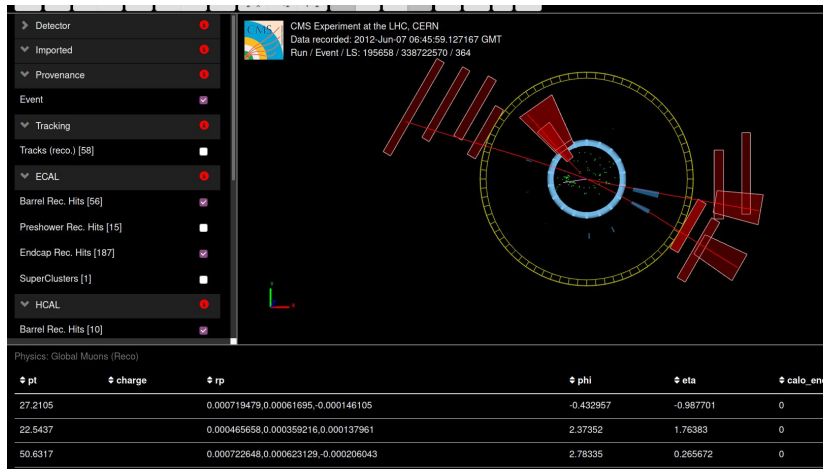 Detector
Imported
Provenance
Event
Tracking
Tracks (reco.) [58]
ECAL
Barrel Rec. Hits [56]
Preshower Rec. Hits [15]
Endcap Rec. Hits [187]
SuperClusters [1]
HCAL
Barrel Rec. Hits [10]
CMS
CMS Experiment at the LHC, CERN
Data recorded: 2012-Jun-07 06:45:59.127167 GMT
Run / Event / LS: 195658 / 338722570 / 364
Physics: Global Muons (Reco)
pt charge rp phi eta calo_en
27.2105 0.000719479,0.00061695,-0.000146105 -0.432957 -0.987701 0
22.5437 0.000465658,0.000359216,0.000137961 2.37352 1.76383 0
50.6317 0.000722648,0.000623129,-0.000206043 2.78335 0.265672 0